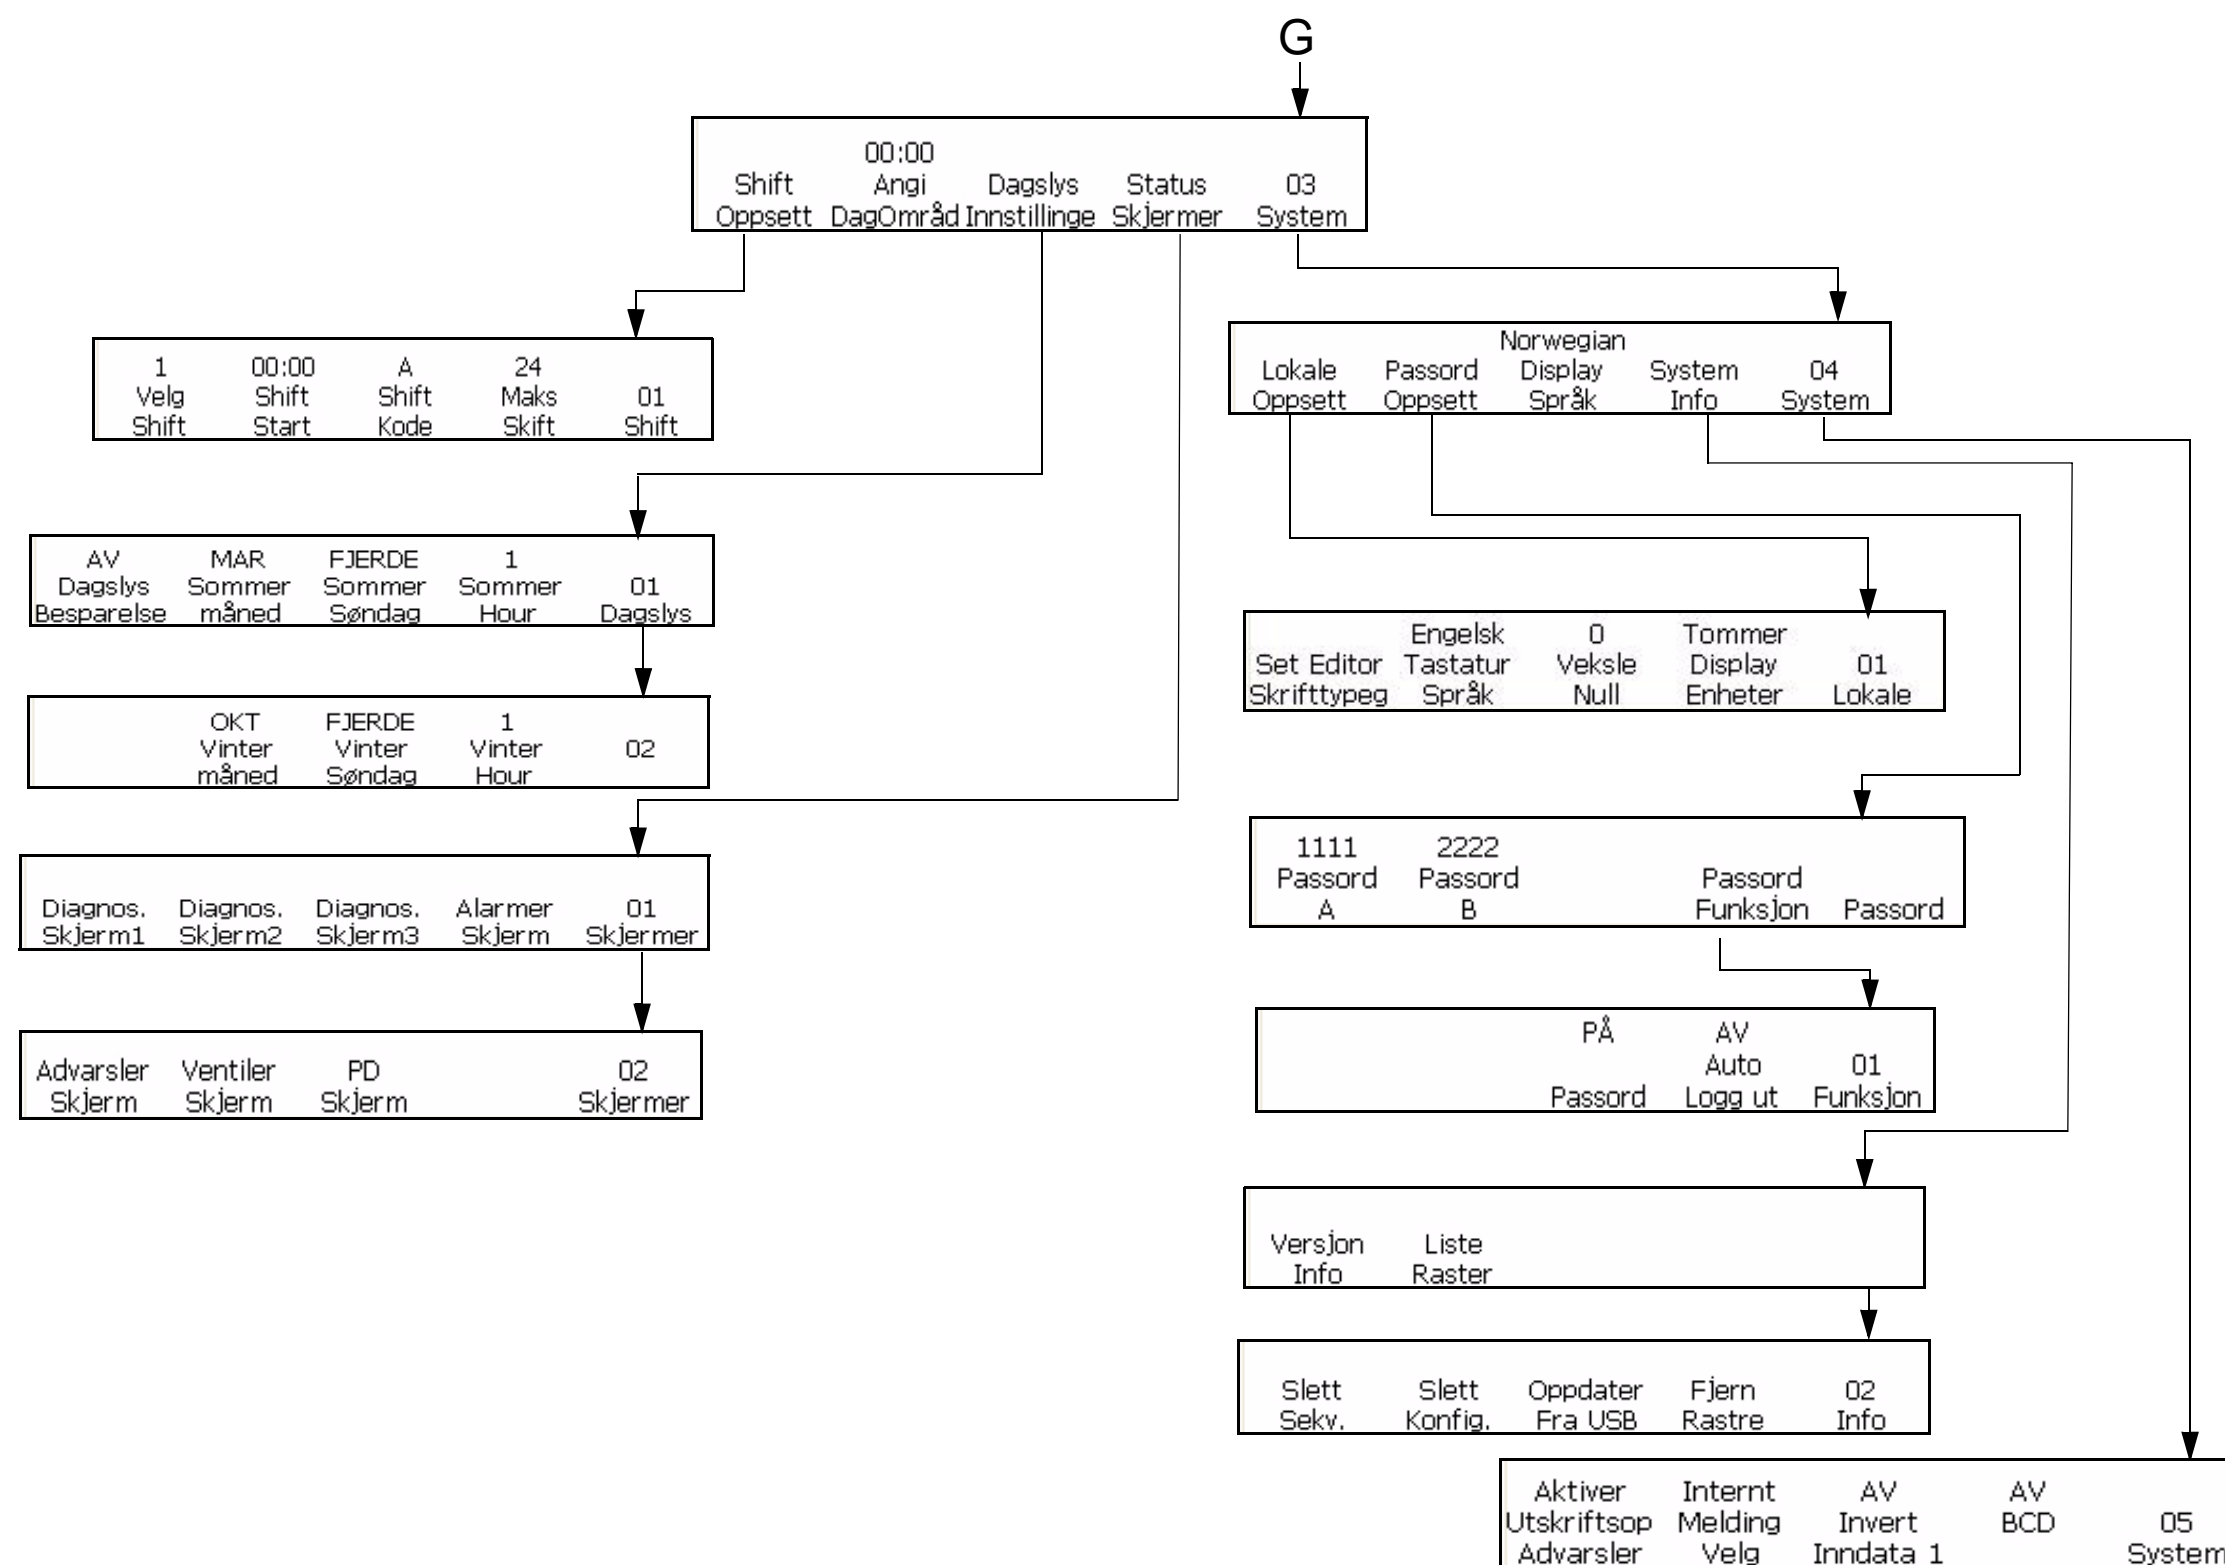 G
00:00
Shift Angi Dagslys Status 03
Oppsett DagOmråd Innstillinge Skjermer System
1 00:00 A 24
Velg Shift Shift Maks 01
Shift Start Kode Skift Shift
AV MAR FJERDE 1
Dagslys Sommer Sommer Sommer 01
Besparelse måned Søndag Hour Dagslys
OKT FJERDE 1
Vinter Vinter Vinter 02
måned Søndag Hour
Diagnos. Diagnos. Diagnos. Alarmer 01
Skjerm1 Skjerm2 Skjerm3 Skjerm Skjermer
Advarsler Ventiler PD 02
Skjerm Skjerm Skjerm Skjermer
Norwegian
Lokale Passord Display System 04
Oppsett Oppsett Språk Info System
Engelsk 0 Tommer
Set Editor Tastatur Veksle Display 01
Skrifttypeg Språk Null Enheter Lokale
1111 2222
Passord Passord Passord
A B Funksjon Passord
PÅ AV
Auto 01
Passord Logg ut Funksjon
Versjon Liste
Info Raster
Slett Slett Oppdater Fjern 02
Sekv. Konfig. Fra USB Rastre Info
Aktiver Internt AV AV
Utskriftsop Melding Invert BCD 05
Advarsler Velg Inndata 1 System